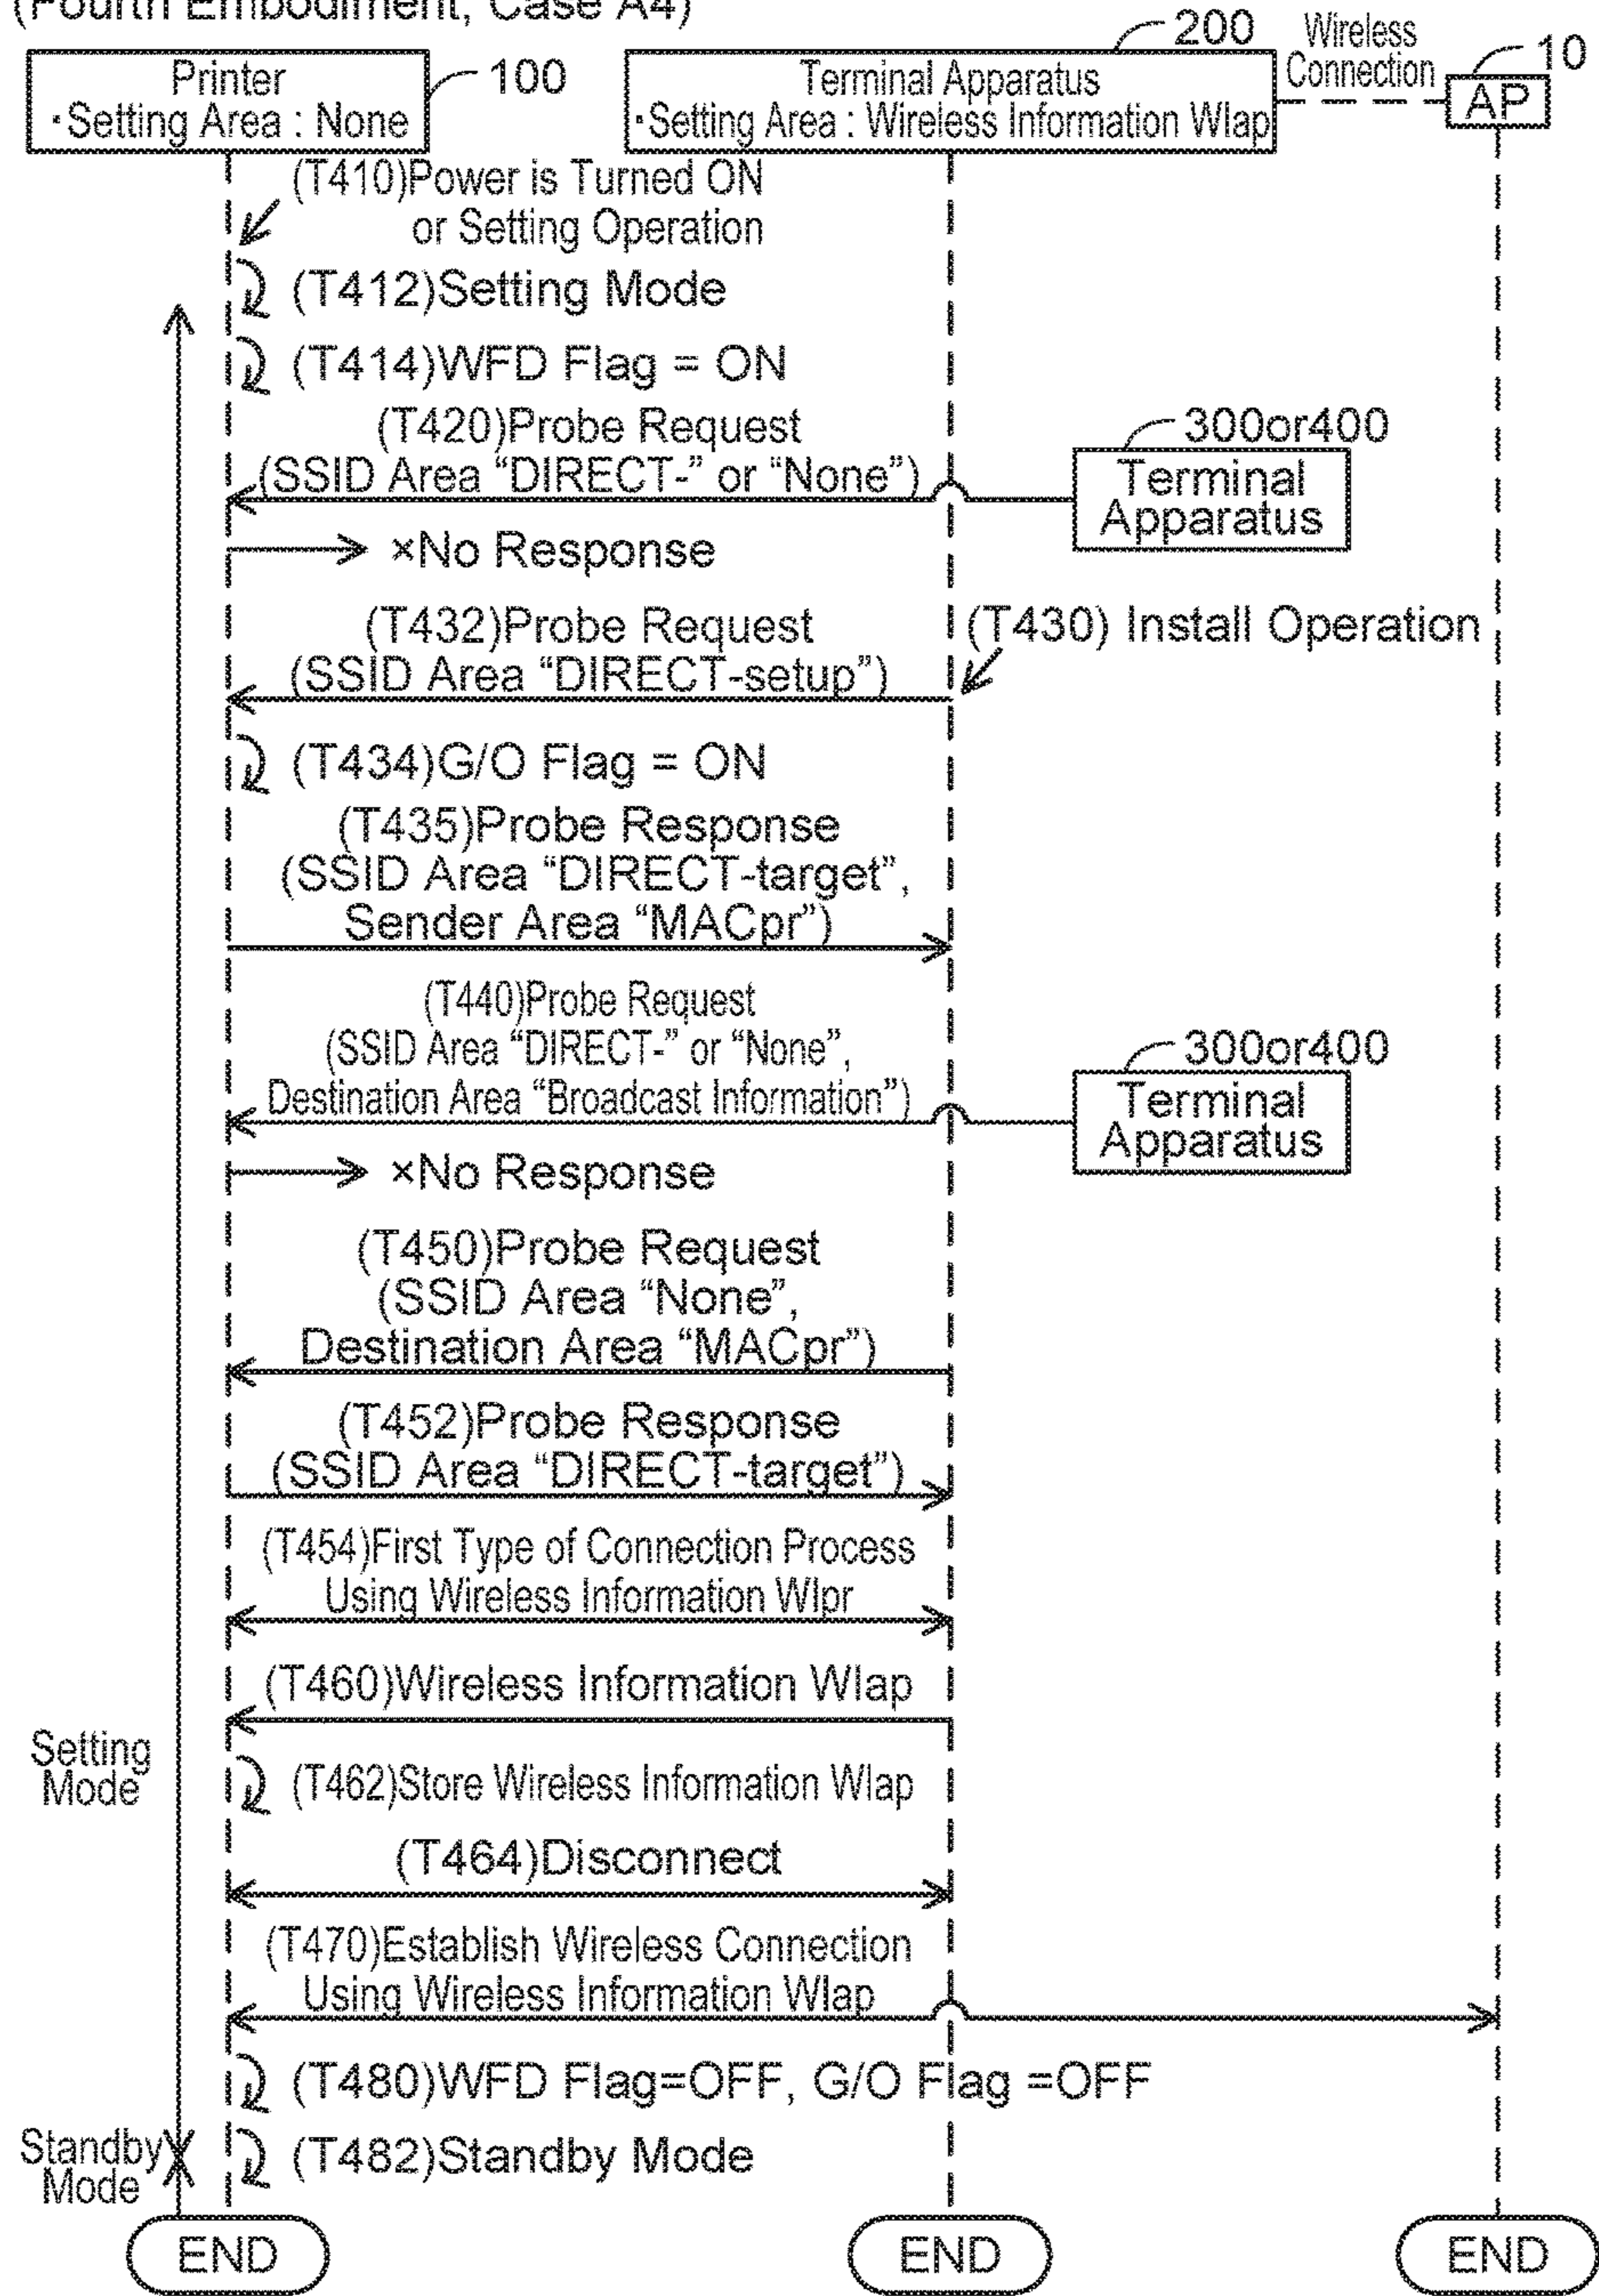 (Fourth Embodiment, Case A4)
200
Wireless
Connection
10
Printer
·Setting Area : None
100
Terminal Apparatus
·Setting Area : Wireless Information WIap
AP
(T410)Power is Turned ON
or Setting Operation
(T412)Setting Mode
(T414)WFD Flag = ON
(T420)Probe Request
(SSID Area “DIRECT-” or “None”)
300or400
Terminal
Apparatus
×No Response
(T432)Probe Request
(SSID Area “DIRECT-setup”)
(T430) Install Operation
(T434)G/O Flag = ON
(T435)Probe Response
(SSID Area “DIRECT-target”,
Sender Area “MACpr”)
(T440)Probe Request
(SSID Area “DIRECT-” or “None”,
Destination Area “Broadcast Information”)
300or400
Terminal
Apparatus
×No Response
(T450)Probe Request
(SSID Area “None”,
Destination Area “MACpr”)
(T452)Probe Response
(SSID Area “DIRECT-target”)
(T454)First Type of Connection Process
Using Wireless Information WIpr
(T460)Wireless Information WIap
Setting
Mode
(T462)Store Wireless Information WIap
(T464)Disconnect
(T470)Establish Wireless Connection
Using Wireless Information WIap
(T480)WFD Flag=OFF, G/O Flag =OFF
Standby
Mode
(T482)Standby Mode
END
END
END